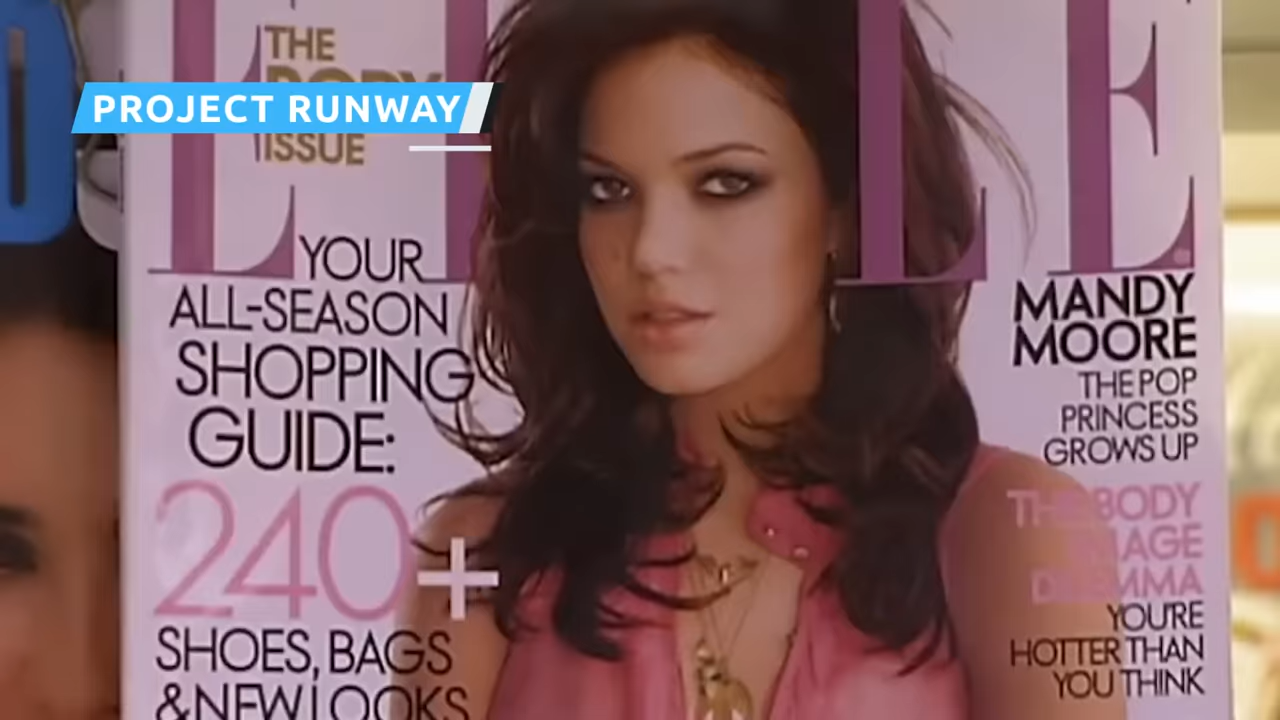 ELLE
THE
BODY
ISSUE
PROJECT RUNWAY
YOUR
ALL-SEASON
SHOPPING
GUIDE:
240+
SHOES, BAGS
& NEW LOOKS
MANDY
MOORE
THE POP
PRINCESS
GROWS UP
THE BODY
IMAGE
DILEMMA
YOU'RE
HOTTER THAN
YOU THINK